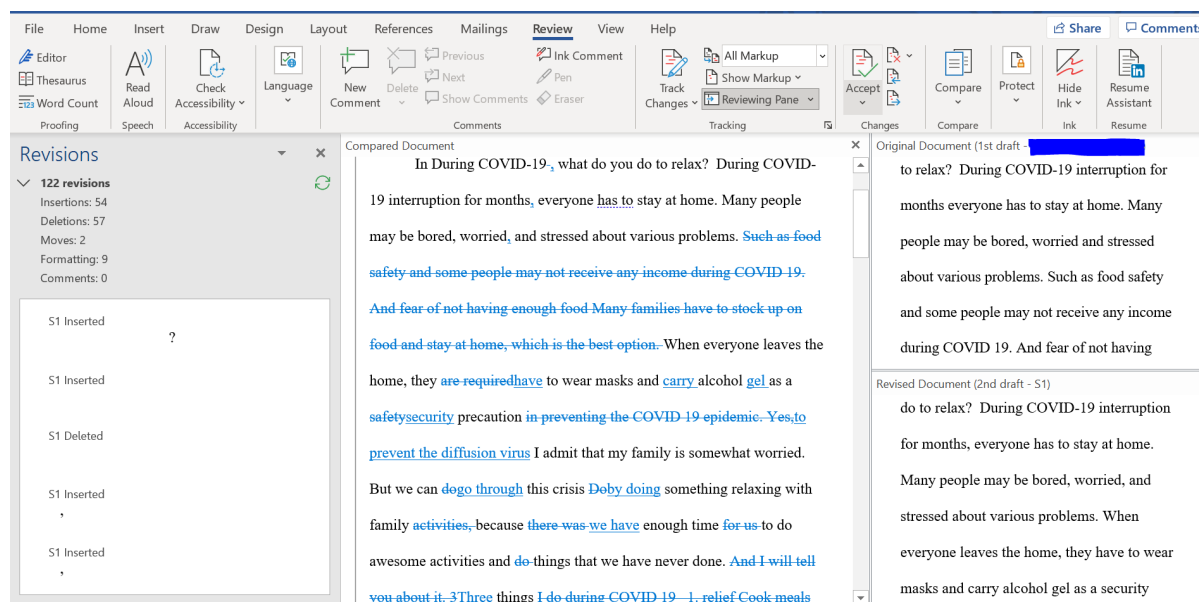 File Home Insert Draw Design Layout References Mailings Review View Help Share Comments
Editor
Thesaurus
Word Count
Proofing
Read Aloud
Speech
Check Accessibility
Accessibility
Language
New Comment
Delete
Previous
Next
Show Comments
Ink Comment
Pen
Eraser
Comments
Track Changes
All Markup
Show Markup
Reviewing Pane
Tracking
Accept
Changes
Compare
Compare
Protect
Hide Ink
Ink
Resume Assistant
Resume
Revisions
122 revisions
Insertions: 54
Deletions: 57
Moves: 2
Formatting: 9
Comments: 0
S1 Inserted
?
S1 Inserted
S1 Deleted
S1 Inserted
,
S1 Inserted
,
Compared Document
In During COVID-19-, what do you do to relax? During COVID-
19 interruption for months, everyone has to stay at home. Many people
may be bored, worried, and stressed about various problems. Such as food
safety and some people may not receive any income during COVID 19.
And fear of not having enough food Many families have to stock up on
food and stay at home, which is the best option. When everyone leaves the
home, they are requiredhave to wear masks and carry alcohol gel as a
safetysecurity precaution in preventing the COVID 19 epidemic. Yes,to
prevent the diffusion virus I admit that my family is somewhat worried.
But we can dogo through this crisis Doby doing something relaxing with
family activities, because there was we have enough time for us to do
awesome activities and do things that we have never done. And I will tell
you about it. 3Three things I do during COVID 19 1. relief Cook meals
Original Document (1st draft -
to relax? During COVID-19 interruption for
months everyone has to stay at home. Many
people may be bored, worried and stressed
about various problems. Such as food safety
and some people may not receive any income
during COVID 19. And fear of not having
Revised Document (2nd draft - S1)
do to relax? During COVID-19 interruption
for months, everyone has to stay at home.
Many people may be bored, worried, and
stressed about various problems. When
everyone leaves the home, they have to wear
masks and carry alcohol gel as a security